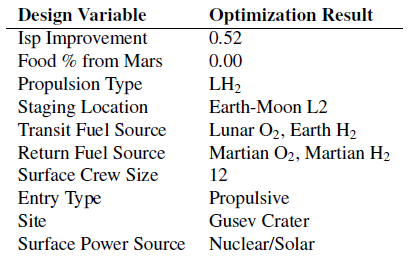 Design Variable Optimization Result
Isp Improvement 0.52
Food % from Mars 0.00
Propulsion Type LH₂
Staging Location Earth-Moon L2
Transit Fuel Source Lunar O₂, Earth H₂
Return Fuel Source Martian O₂, Martian H₂
Surface Crew Size 12
Entry Type Propulsive
Site Gusev Crater
Surface Power Source Nuclear/Solar